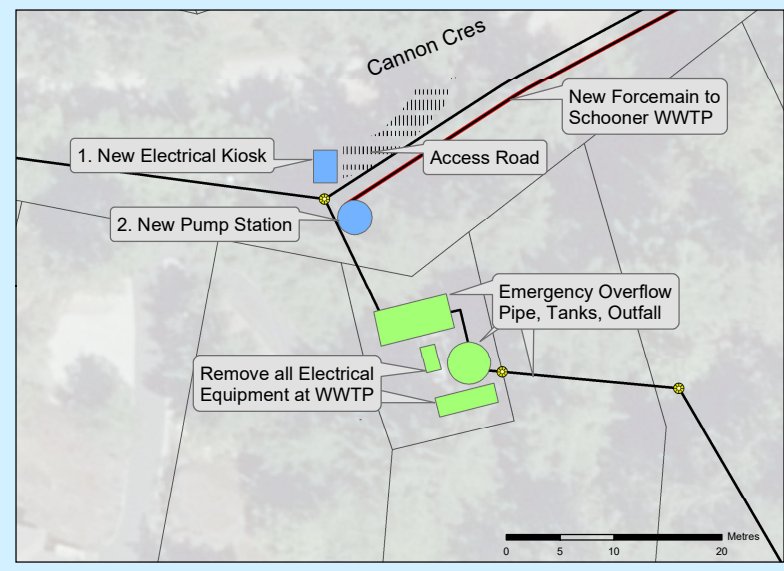 Cannon Cres
New Forcemain to
Schooner WWTP
1. New Electrical Kiosk
Access Road
2. New Pump Station
Emergency Overflow
Pipe, Tanks, Outfall
Remove all Electrical
Equipment at WWTP
Metres
0 5 10 20